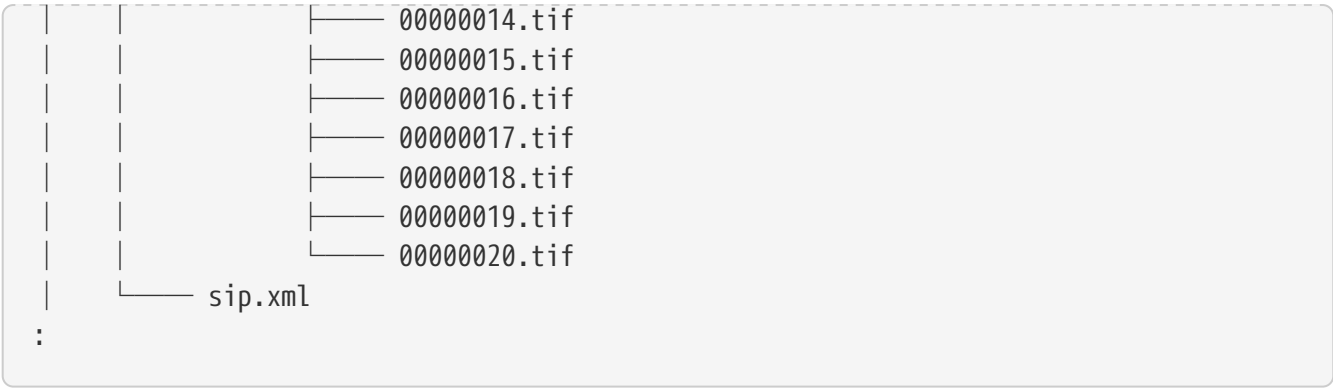 │    │         ├──── 00000014.tif
│    │         ├──── 00000015.tif
│    │         ├──── 00000016.tif
│    │         ├──── 00000017.tif
│    │         ├──── 00000018.tif
│    │         ├──── 00000019.tif
│    │         └──── 00000020.tif
│    └──── sip.xml
: